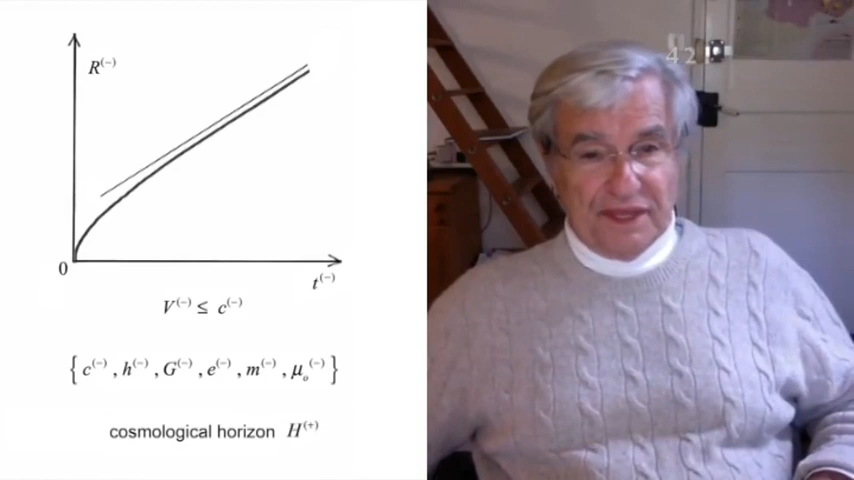 R⁽⁻⁾
0
t⁽⁻⁾
V⁽⁻⁾ ≤ c⁽⁻⁾
{ c⁽⁻⁾ , h⁽⁻⁾ , G⁽⁻⁾ , e⁽⁻⁾ , m⁽⁻⁾ , μₒ⁽⁻⁾ }
cosmological horizon H⁽⁺⁾
42